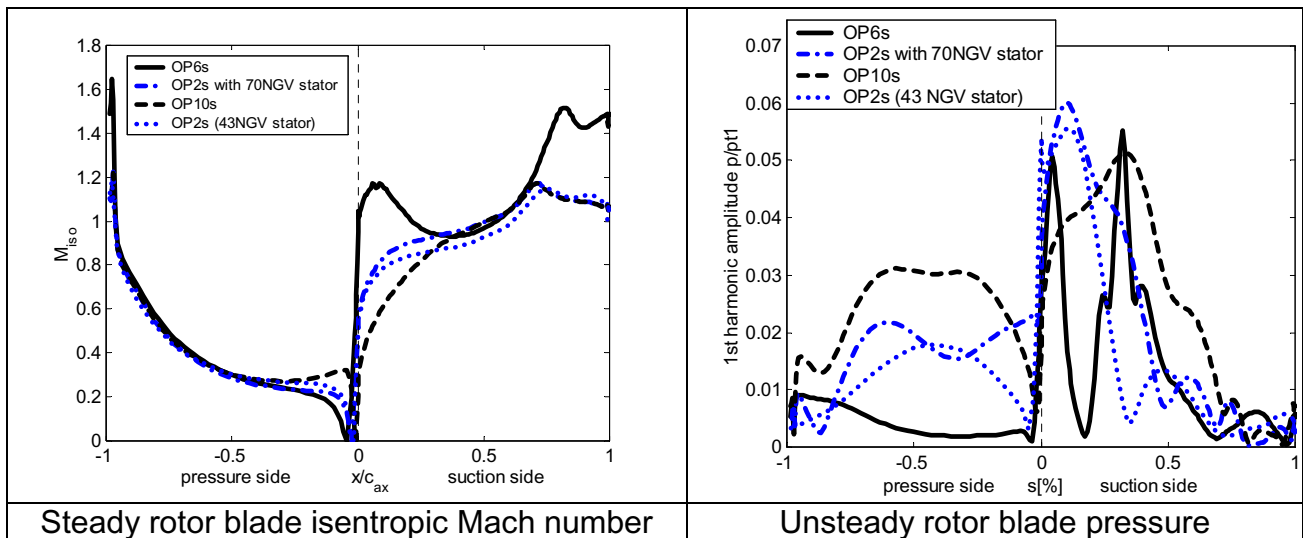 1.8
1.6
1.4
1.2
1
0.8
0.6
0.4
0.2
0
M_iso
OP6s
OP2s with 70NGV stator
OP10s
OP2s (43NGV stator)
-1
-0.5
0
0.5
1
pressure side
x/c_ax
suction side
Steady rotor blade isentropic Mach number
0.07
0.06
0.05
0.04
0.03
0.02
0.01
0
1st harmonic amplitude p/pt1
OP6s
OP2s with 70NGV stator
OP10s
OP2s (43 NGV stator)
-1
-0.5
0
0.5
1
pressure side
s[%]
suction side
Unsteady rotor blade pressure